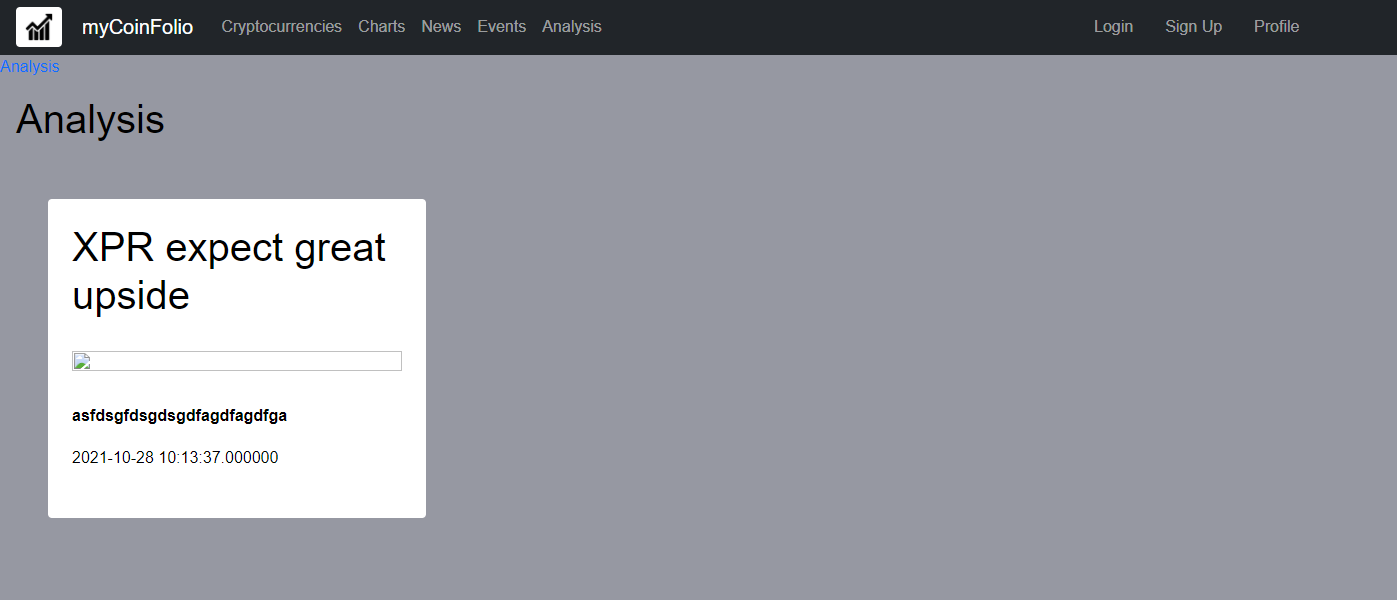 myCoinFolio Cryptocurrencies Charts News Events Analysis Login Sign Up Profile
Analysis
Analysis
XPR expect great
upside
asfdsgfdsgdsgdfagdfagdfga
2021-10-28 10:13:37.000000